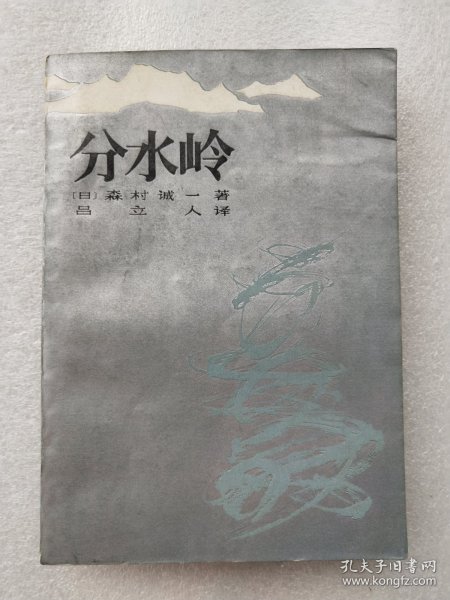 分水岭
[日] 森村诚一著
吕立人译
孔夫子旧书网
www.kongfz.com